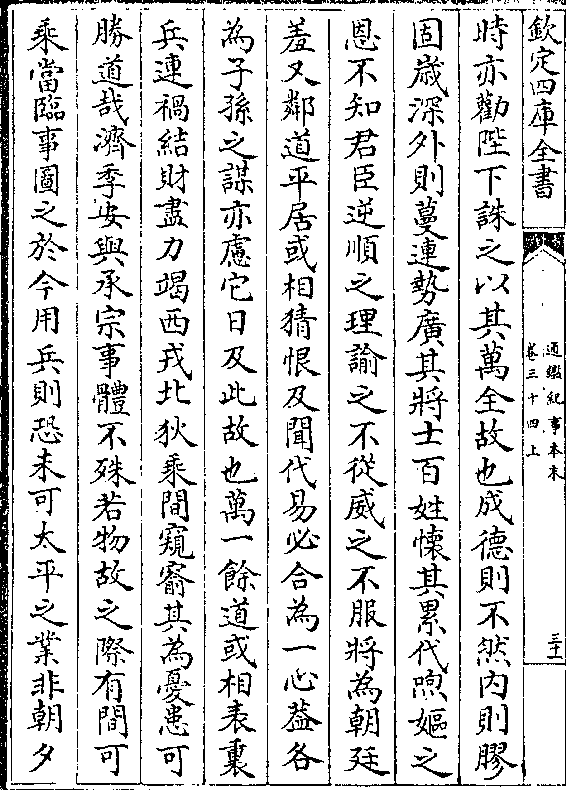 欽定四庫全書
通鑑紀事本末
卷三十四上
三十
時亦勸陛下誅之以其萬全故也成德則不然内則膠
固歲深外則蔓連勢廣其將士百姓懐其累代煦嫗之
恩不知君臣逆順之理諭之不從威之不服將為朝廷
羞又鄰道平居或相猜恨及聞代易必合為一心葢各
為子孫之謀亦慮它日及此故也萬一餘道或相表裏
兵連禍結財盡力竭西戎北狄乗間窺窬其為憂患可
勝道哉濟季安與承宗事體不殊若物故之際有間可
乗當臨事圖之於今用兵則恐未可太平之業非朝夕